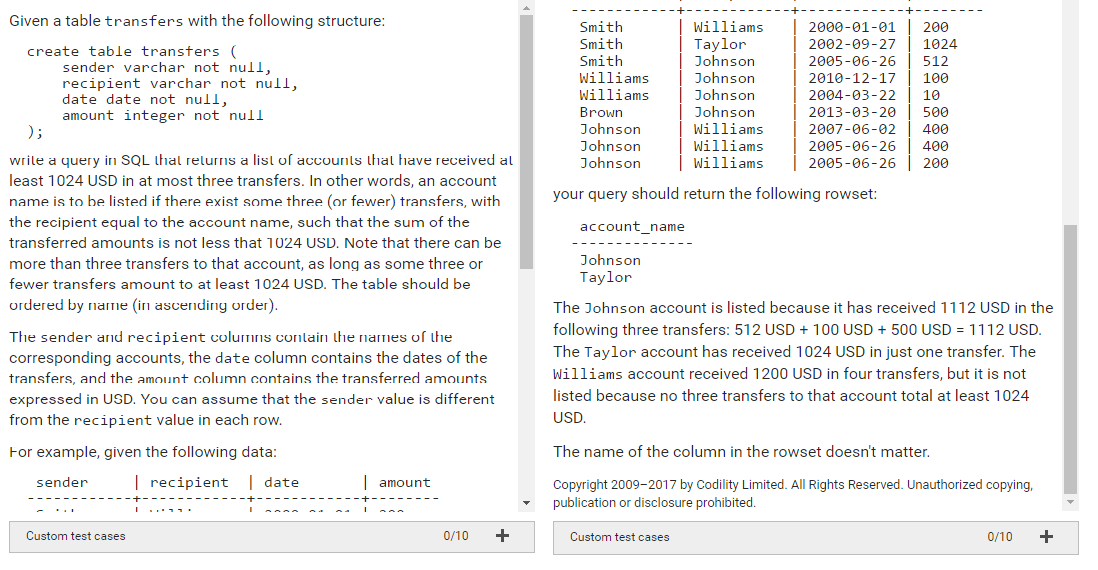 Given a table transfers with the following structure:
create table transfers (
sender varchar not null,
recipient varchar not null,
date date not null,
amount integer not null
);
write a query in SQL that returns a list of accounts that have received at
least 1024 USD in at most three transfers. In other words, an account
name is to be listed if there exist some three (or fewer) transfers, with
the recipient equal to the account name, such that the sum of the
transferred amounts is not less that 1024 USD. Note that there can be
more than three transfers to that account, as long as some three or
fewer transfers amount to at least 1024 USD. The table should be
ordered by name (in ascending order).
The sender and recipient columns contain the names of the
corresponding accounts, the date column contains the dates of the
transfers, and the amount column contains the transferred amounts
expressed in USD. You can assume that the sender value is different
from the recipient value in each row.
For example, given the following data:
sender | recipient | date | amount
------------+------------+------------+--------
Custom test cases 0/10 +
------------+------------+------------+--------
Smith | Williams | 2000-01-01 | 200
Smith | Taylor | 2002-09-27 | 1024
Smith | Johnson | 2005-06-26 | 512
Williams | Johnson | 2010-12-17 | 100
Williams | Johnson | 2004-03-22 | 10
Brown | Johnson | 2013-03-20 | 500
Johnson | Williams | 2007-06-02 | 400
Johnson | Williams | 2005-06-26 | 400
Johnson | Williams | 2005-06-26 | 200
your query should return the following rowset:
account_name
--------------
Johnson
Taylor
The Johnson account is listed because it has received 1112 USD in the
following three transfers: 512 USD + 100 USD + 500 USD = 1112 USD.
The Taylor account has received 1024 USD in just one transfer. The
Williams account received 1200 USD in four transfers, but it is not
listed because no three transfers to that account total at least 1024
USD.
The name of the column in the rowset doesn't matter.
Copyright 2009–2017 by Codility Limited. All Rights Reserved. Unauthorized copying,
publication or disclosure prohibited.
Custom test cases 0/10 +